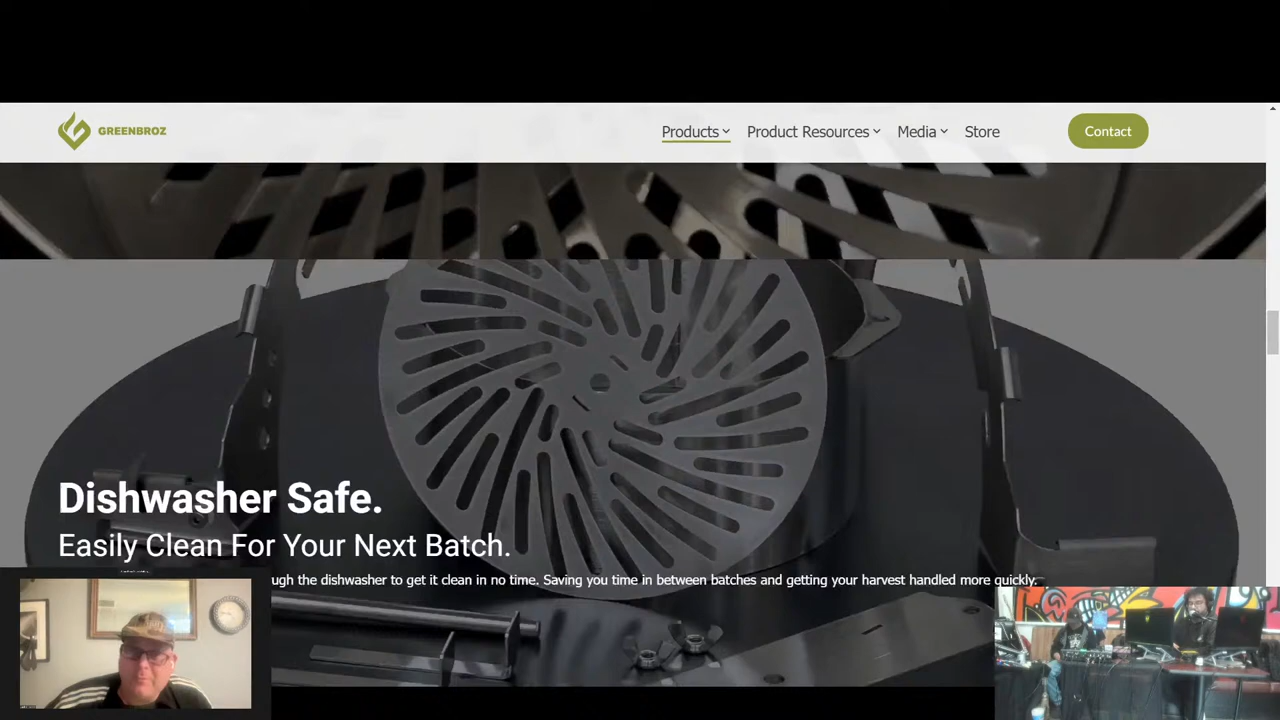 GREENBROZ
Products
Product Resources
Media
Store
Contact
Dishwasher Safe.
Easily Clean For Your Next Batch.
ugh the dishwasher to get it clean in no time. Saving you time in between batches and getting your harvest handled more quickly.